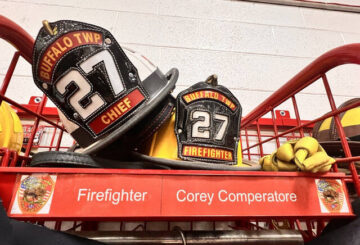 BUFFALO TWP.
27
CHIEF
BUFFALO TWP.
27
FIREFIGHTER
Firefighter
Corey Comperatore